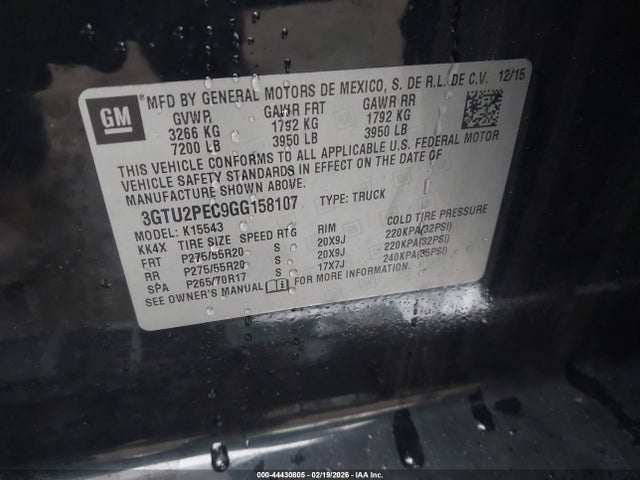 GM
MFD BY GENERAL MOTORS DE MEXICO, S. DE R.L. DE C.V. 12/15
GVWR GAWR FRT GAWR RR
3266 KG 1792 KG 1792 KG
7200 LB 3950 LB 3950 LB
THIS VEHICLE CONFORMS TO ALL APPLICABLE U.S. FEDERAL MOTOR
VEHICLE SAFETY STANDARDS IN EFFECT ON THE DATE OF
MANUFACTURE SHOWN ABOVE.
3GTU2PEC9GG158107 TYPE: TRUCK
MODEL: K15543
KK4X TIRE SIZE SPEED RTG RIM COLD TIRE PRESSURE
FRT P275/55R20 S 20X9J 220KPA(32PSI)
RR P275/55R20 S 20X9J 220KPA(32PSI)
SPA P265/70R17 S 17X7J 240KPA(35PSI)
SEE OWNER'S MANUAL FOR MORE INFORMATION.
000-44430805 - 02/19/2026 - IAA Inc.